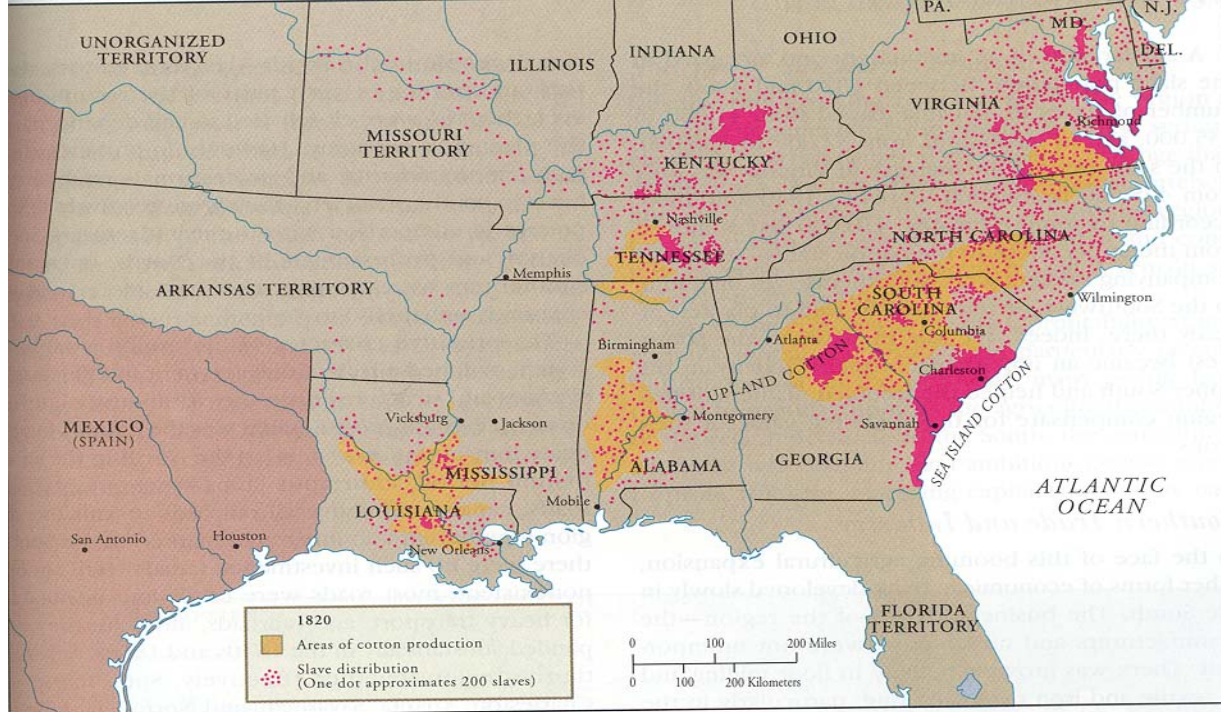 PA.
N.J.
MD.
OHIO
INDIANA
UNORGANIZED
TERRITORY
DEL.
ILLINOIS
VIRGINIA
Richmond
MISSOURI
TERRITORY
KENTUCKY
Nashville
NORTH CAROLINA
TENNESSEE
Memphis
ARKANSAS TERRITORY
SOUTH
CAROLINA
Wilmington
Columbia
Atlanta
Birmingham
UPLAND COTTON
Charleston
SEA ISLAND COTTON
Vicksburg
Jackson
Montgomery
Savannah
MEXICO
(SPAIN)
MISSISSIPPI
ALABAMA
GEORGIA
ATLANTIC
OCEAN
Mobile
LOUISIANA
San Antonio
Houston
New Orleans
FLORIDA
TERRITORY
1820
Areas of cotton production
Slave distribution
(One dot approximates 200 slaves)
0 100 200 Miles
0 100 200 Kilometers